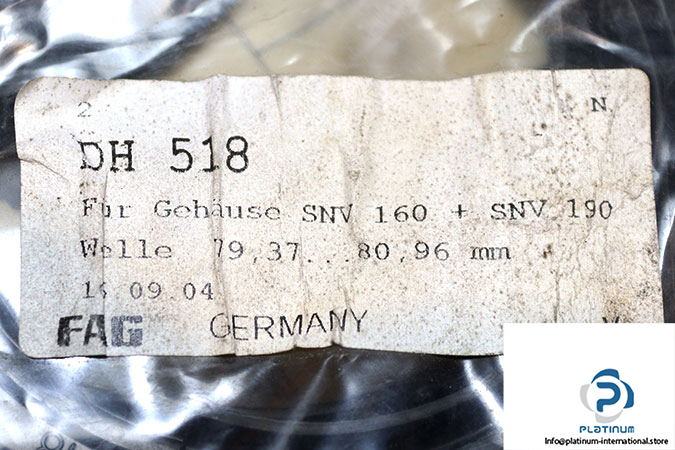 2 N
DH 518
Für Gehäuse SNV 160 + SNV 190
Welle 79,37...80,96 mm
09.04
FAG GERMANY
PLATINUM
Info@platinum-international.store